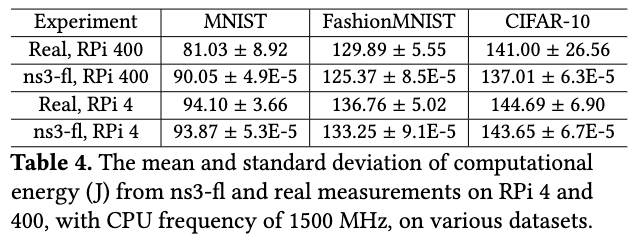 Experiment MNIST FashionMNIST CIFAR-10
Real, RPi 400 81.03 ± 8.92 129.89 ± 5.55 141.00 ± 26.56
ns3-fl, RPi 400 90.05 ± 4.9E-5 125.37 ± 8.5E-5 137.01 ± 6.3E-5
Real, RPi 4 94.10 ± 3.66 136.76 ± 5.02 144.69 ± 6.90
ns3-fl, RPi 4 93.87 ± 5.3E-5 133.25 ± 9.1E-5 143.65 ± 6.7E-5
Table 4. The mean and standard deviation of computational
energy (J) from ns3-fl and real measurements on RPi 4 and
400, with CPU frequency of 1500 MHz, on various datasets.